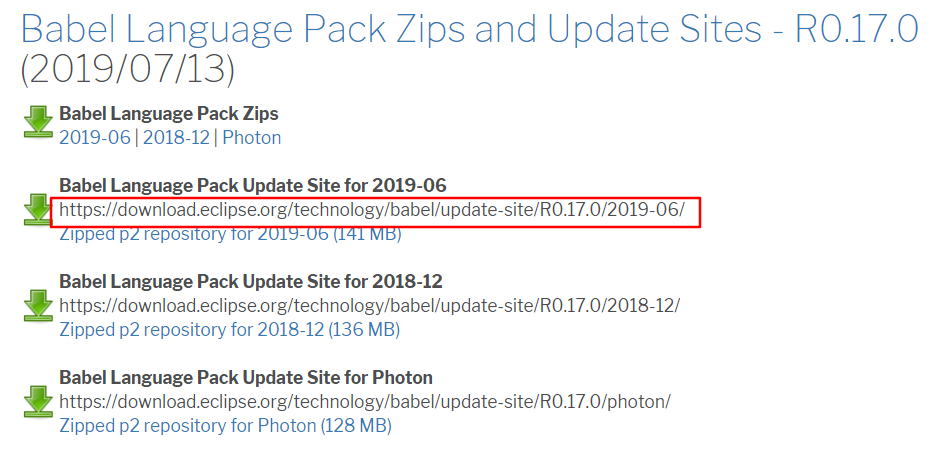 Babel Language Pack Zips and Update Sites - R0.17.0
(2019/07/13)
Babel Language Pack Zips
2019-06 | 2018-12 | Photon
Babel Language Pack Update Site for 2019-06
https://download.eclipse.org/technology/babel/update-site/R0.17.0/2019-06/
Zipped p2 repository for 2019-06 (141 MB)
Babel Language Pack Update Site for 2018-12
https://download.eclipse.org/technology/babel/update-site/R0.17.0/2018-12/
Zipped p2 repository for 2018-12 (136 MB)
Babel Language Pack Update Site for Photon
https://download.eclipse.org/technology/babel/update-site/R0.17.0/photon/
Zipped p2 repository for Photon (128 MB)